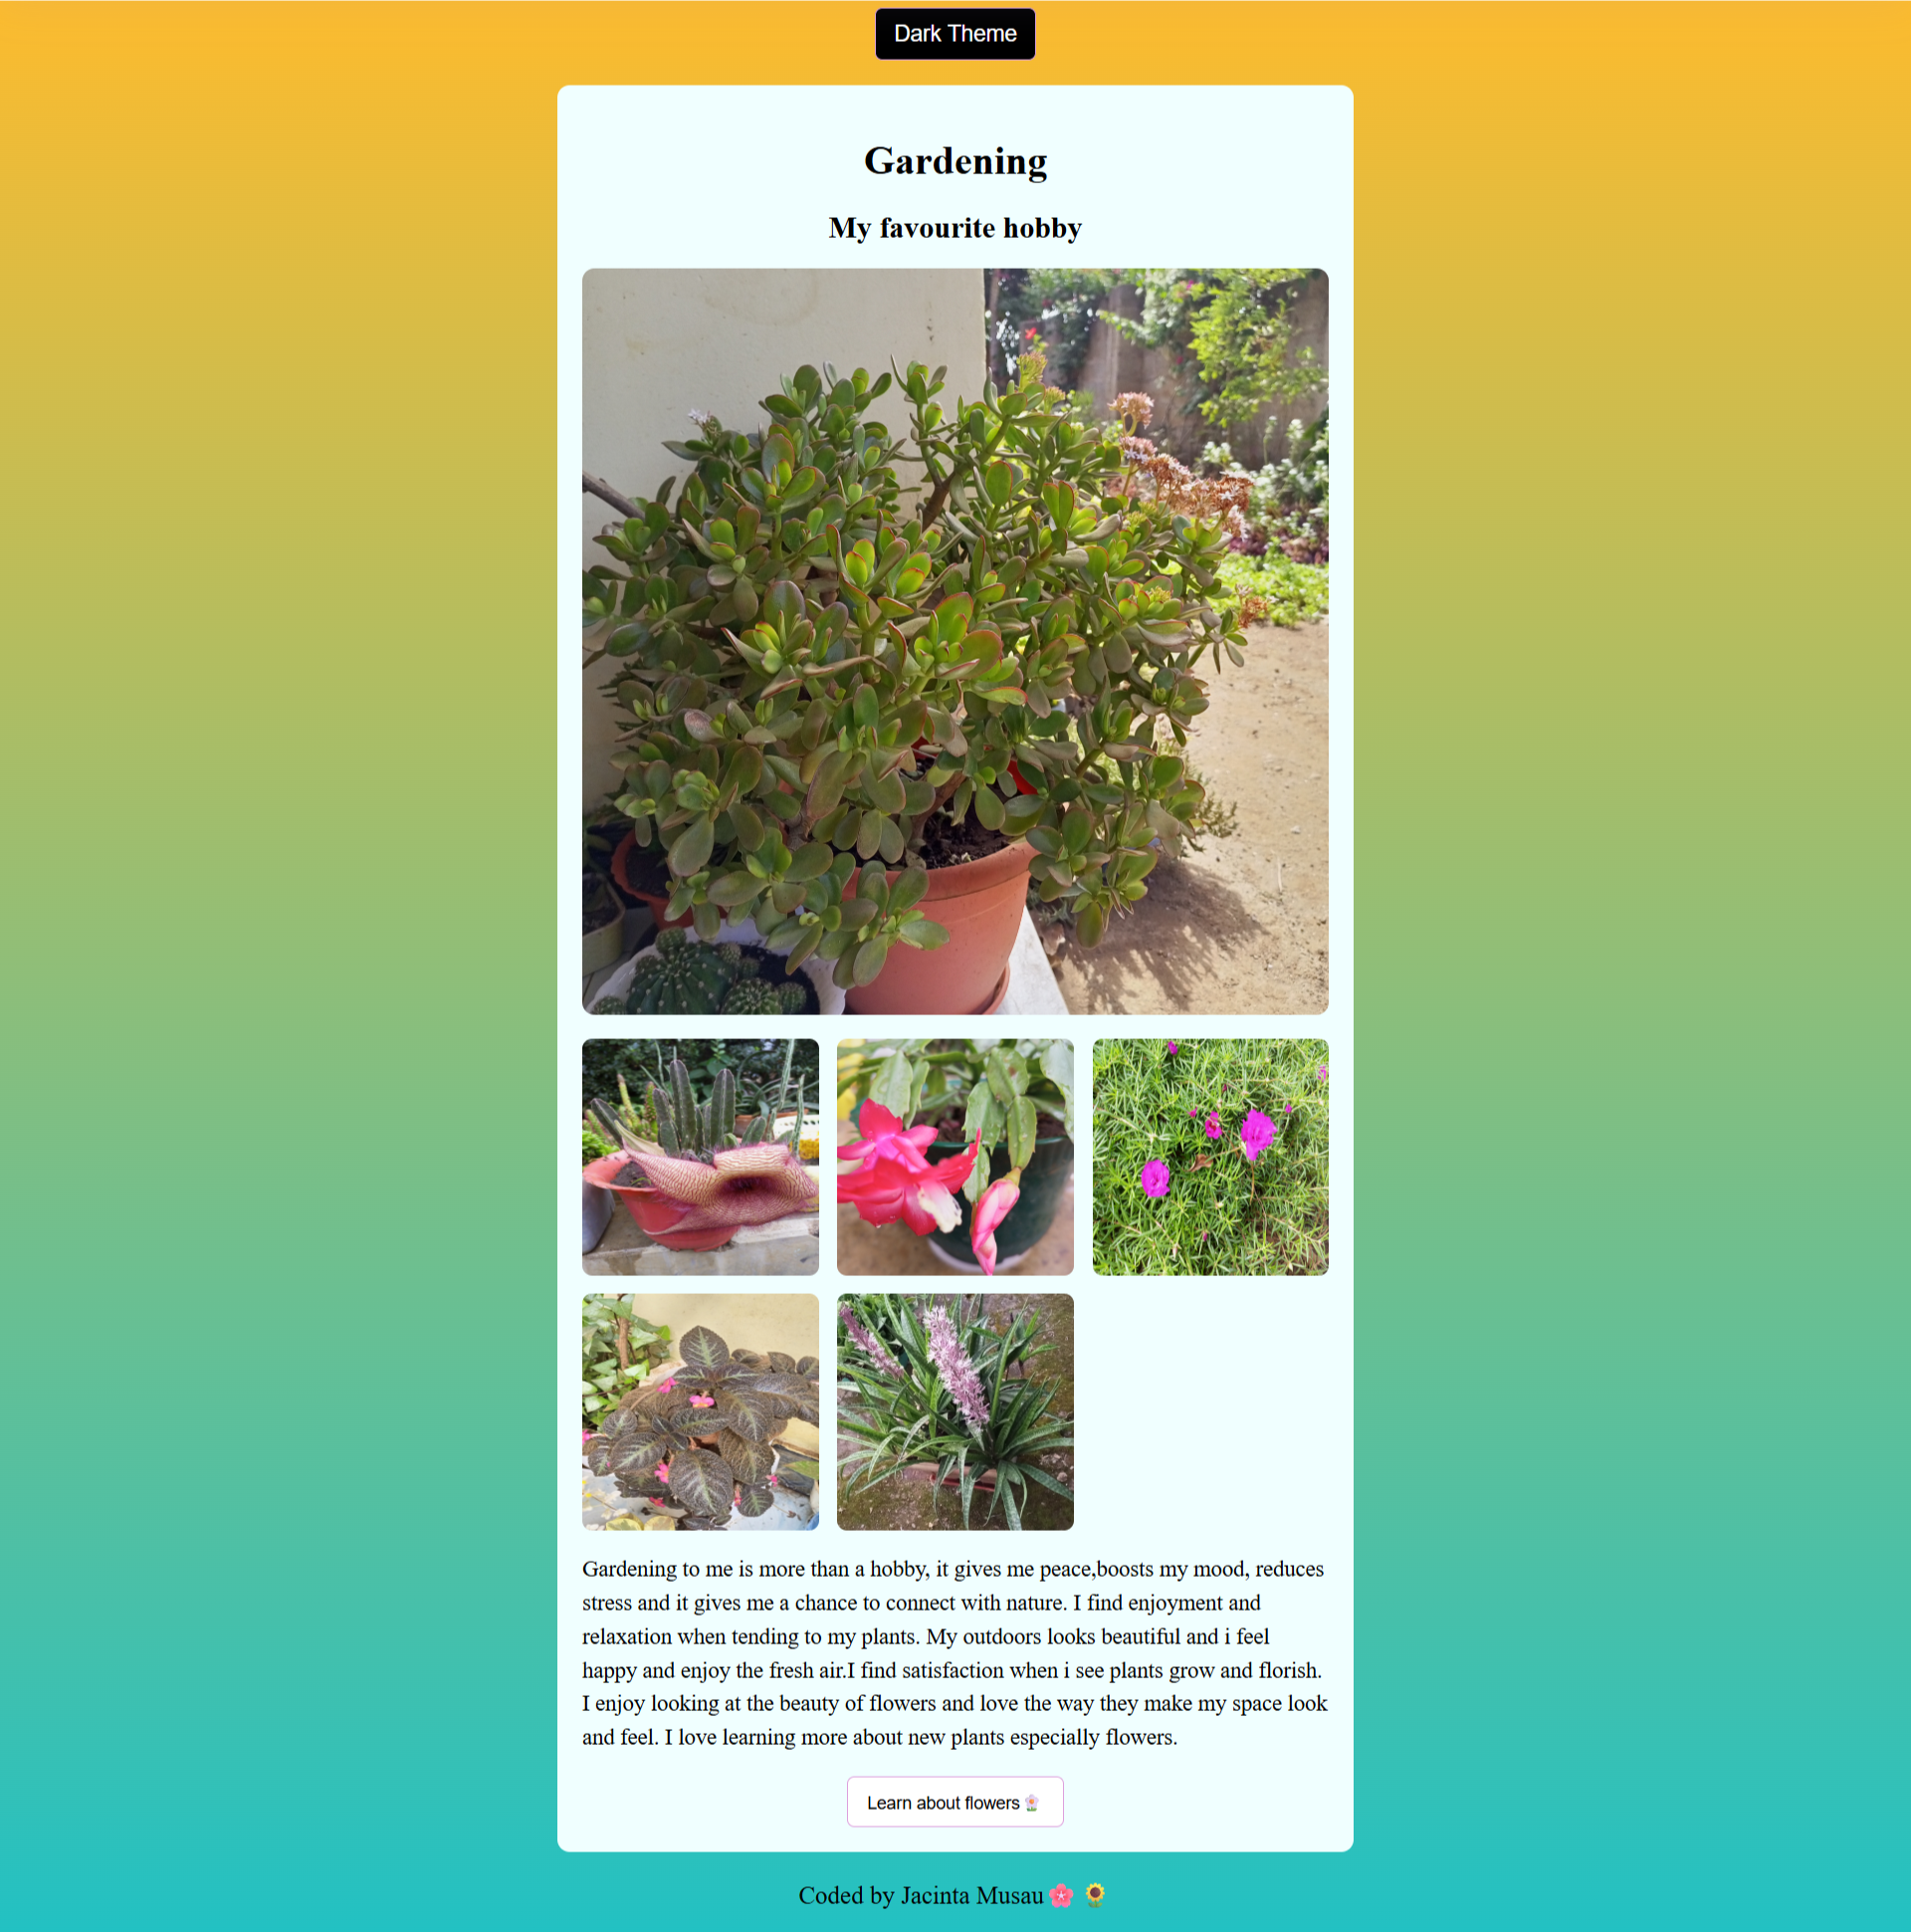 Dark Theme
Gardening
My favourite hobby
Gardening to me is more than a hobby, it gives me peace,boosts my mood, reduces
stress and it gives me a chance to connect with nature. I find enjoyment and
relaxation when tending to my plants. My outdoors looks beautiful and i feel
happy and enjoy the fresh air.I find satisfaction when i see plants grow and florish.
I enjoy looking at the beauty of flowers and love the way they make my space look
and feel. I love learning more about new plants especially flowers.
Learn about flowers
Coded by Jacinta Musau 🌸 🌻